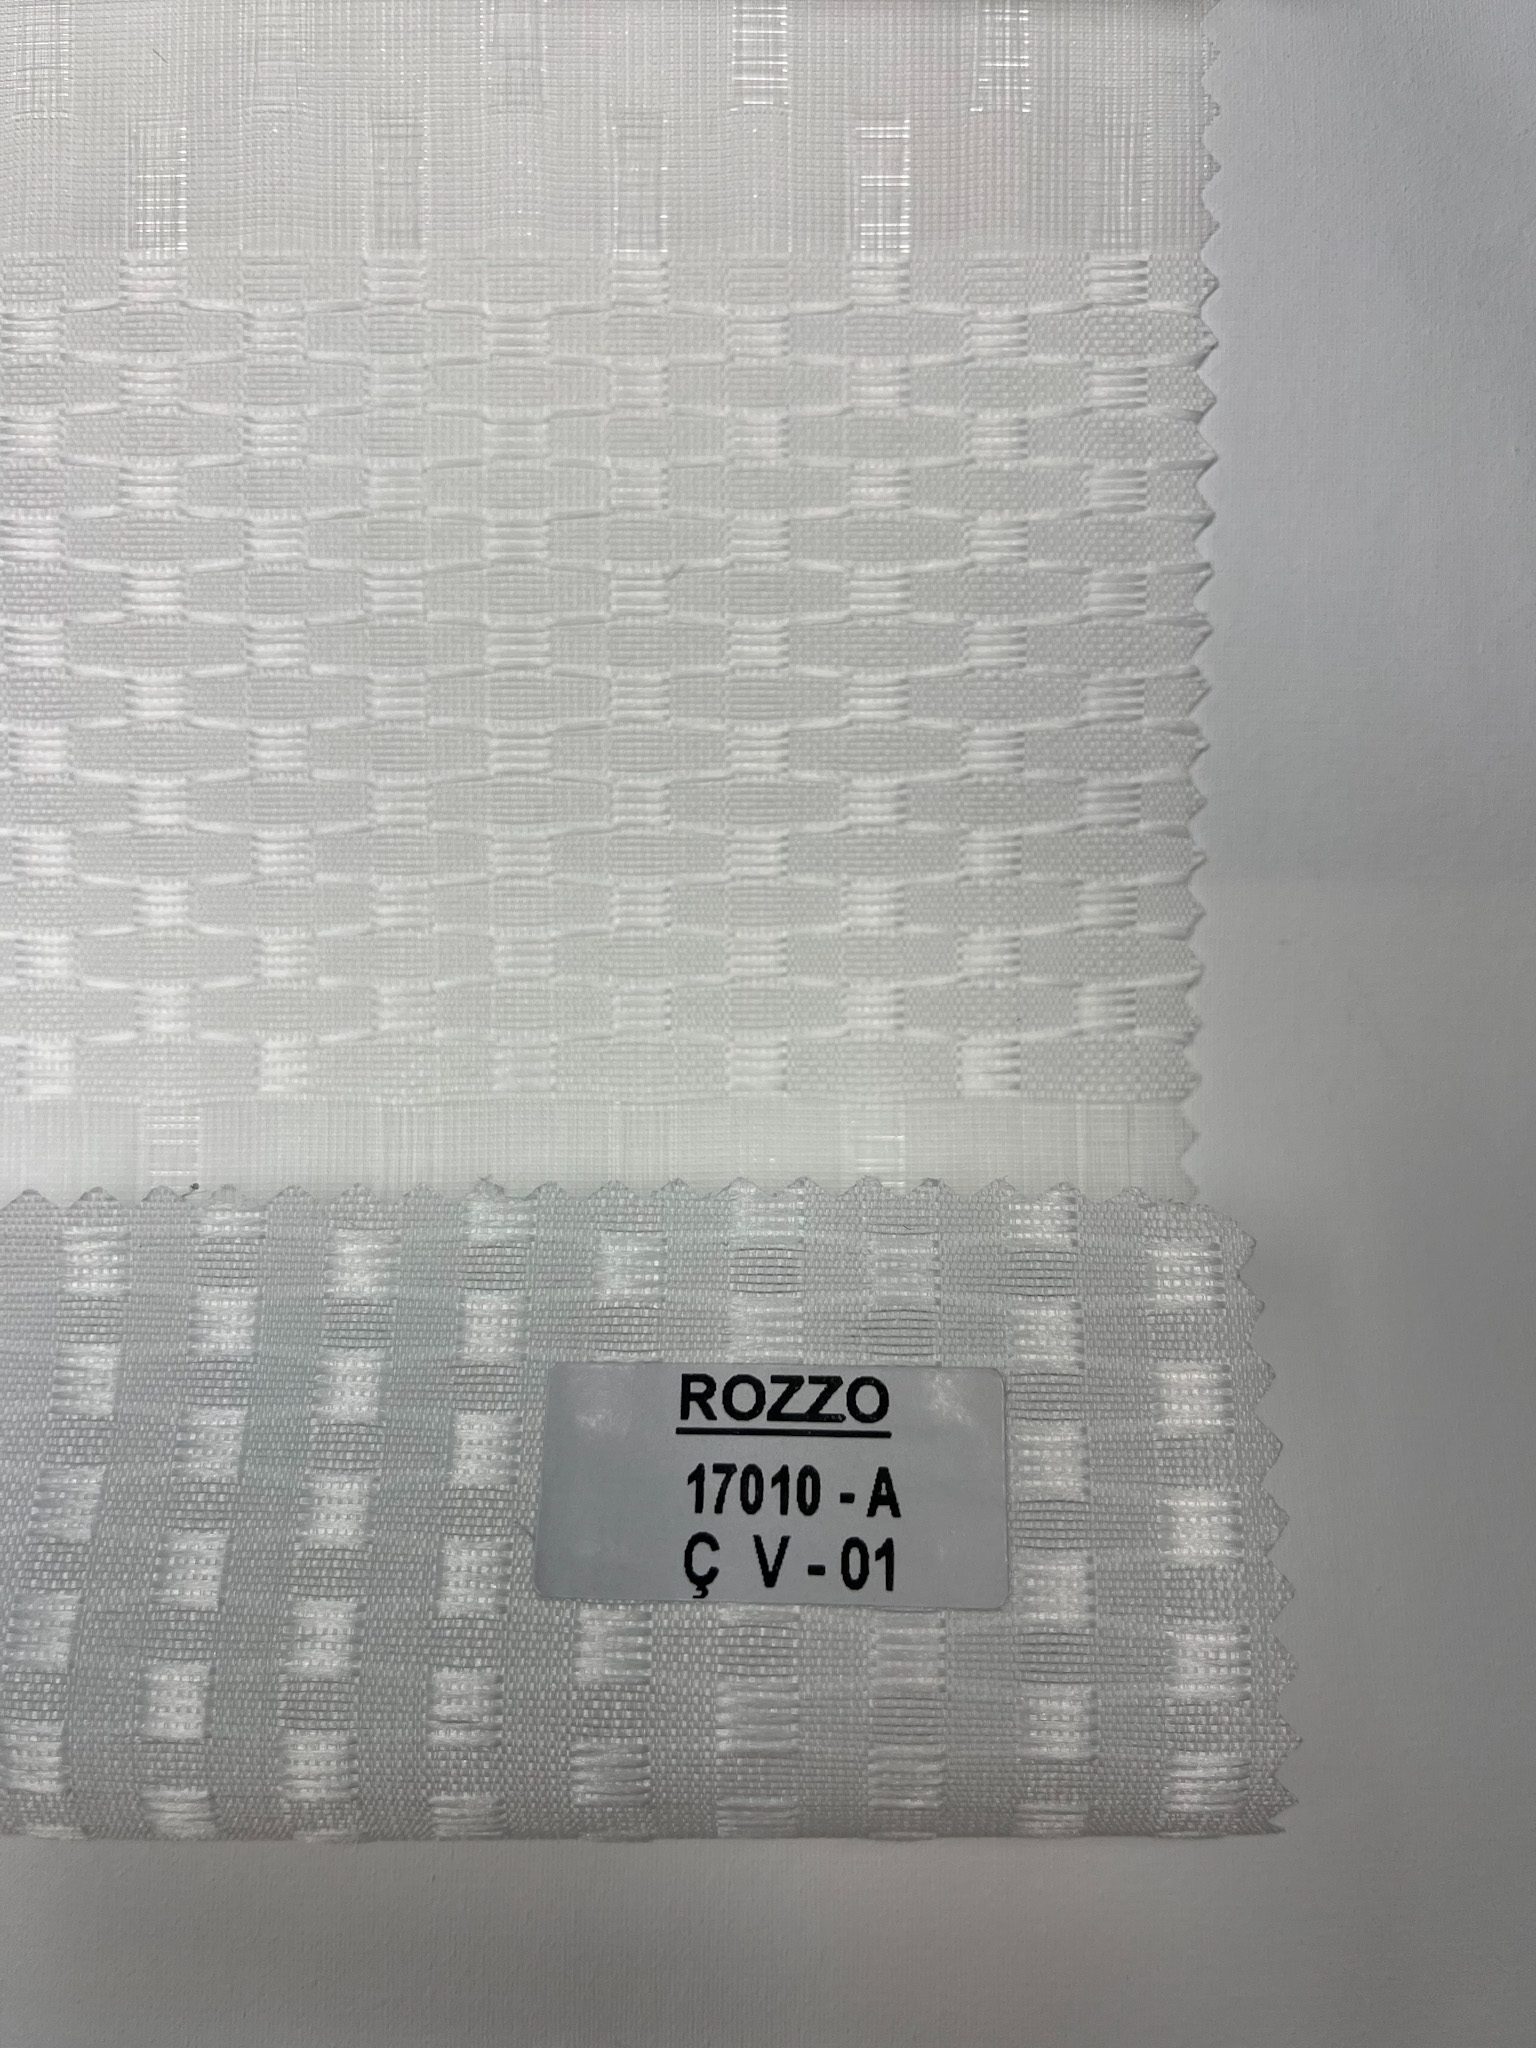 ROZZO
17010 - A
Ç V - 01